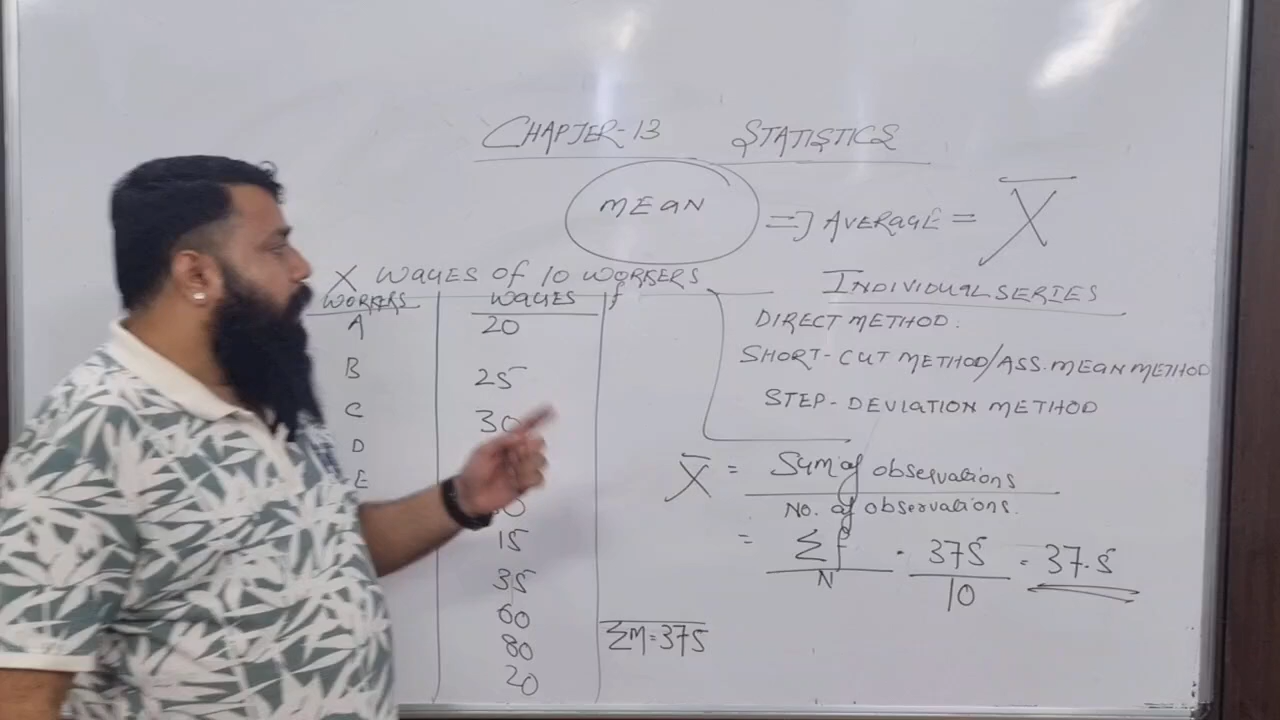 CHAPTER-13 STATISTICS
MEAN => AVERAGE = X̄
X WAGES OF 10 WORKERS
INDIVIDUAL SERIES
WORKERS WAGES f
DIRECT METHOD.
SHORT-CUT METHOD/ASS. MEAN METHOD
STEP-DEVIATION METHOD
A 20
B 25
C 30
D
E
15
35
60
80
20
ΣM=375
X̄ = Sum of observations
No. of observations.
= Σf
N
375
10
37.5